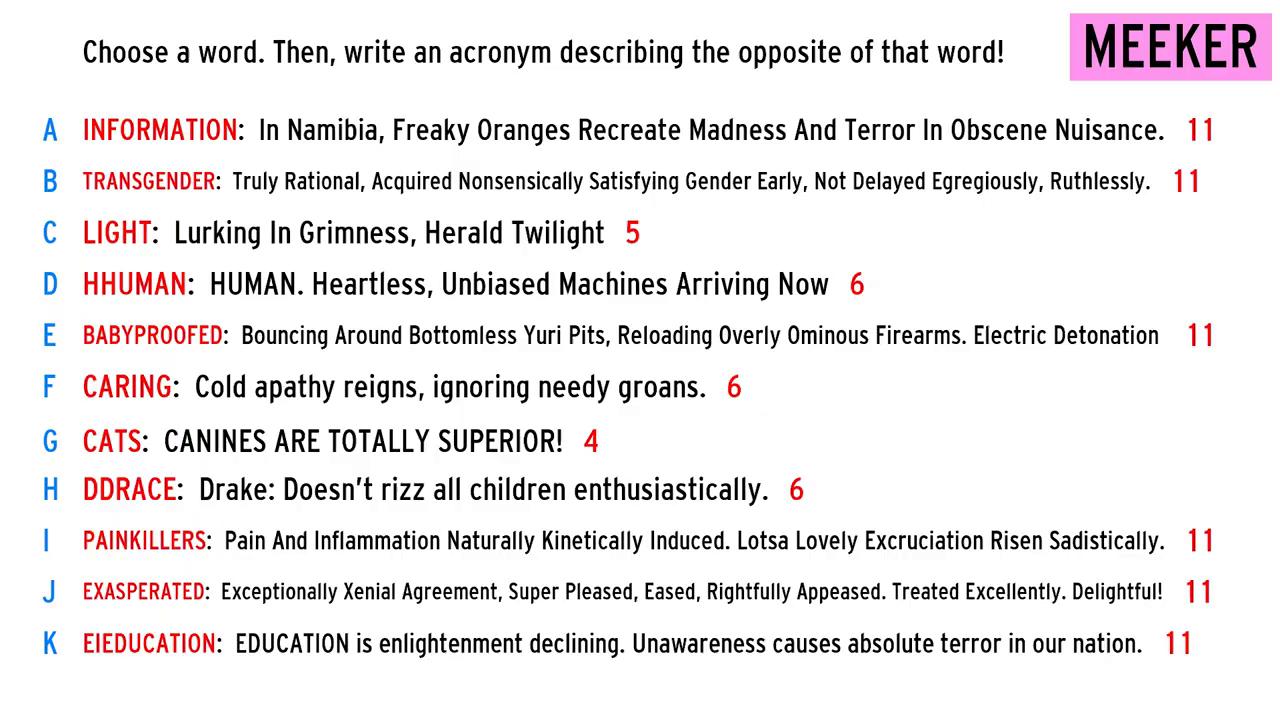 Choose a word. Then, write an acronym describing the opposite of that word!
MEEKER
A INFORMATION: In Namibia, Freaky Oranges Recreate Madness And Terror In Obscene Nuisance. 11
B TRANSGENDER: Truly Rational, Acquired Nonsensically Satisfying Gender Early, Not Delayed Egregiously, Ruthlessly. 11
C LIGHT: Lurking In Grimness, Herald Twilight 5
D HHUMAN: HUMAN. Heartless, Unbiased Machines Arriving Now 6
E BABYPROOFED: Bouncing Around Bottomless Yuri Pits, Reloading Overly Ominous Firearms. Electric Detonation 11
F CARING: Cold apathy reigns, ignoring needy groans. 6
G CATS: CANINES ARE TOTALLY SUPERIOR! 4
H DDRACE: Drake: Doesn't rizz all children enthusiastically. 6
I PAINKILLERS: Pain And Inflammation Naturally Kinetically Induced. Lotsa Lovely Excruciation Risen Sadistically. 11
J EXASPERATED: Exceptionally Xenial Agreement, Super Pleased, Eased, Rightfully Appeased. Treated Excellently. Delightful! 11
K EIEDUCATION: EDUCATION is enlightenment declining. Unawareness causes absolute terror in our nation. 11